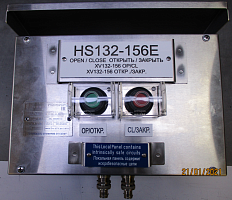 HS132-156E
OPEN / CLOSE ОТКРЫТЬ / ЗАКРЫТЬ
XV132-156 OP/CL
XV132-156 ОТКР./ЗАКР.
OP/ОТКР.
CL/ЗАКР.
This Local Panel contains
intrinsically safe circuits
Локальная панель содержит
искробезопасные цепи